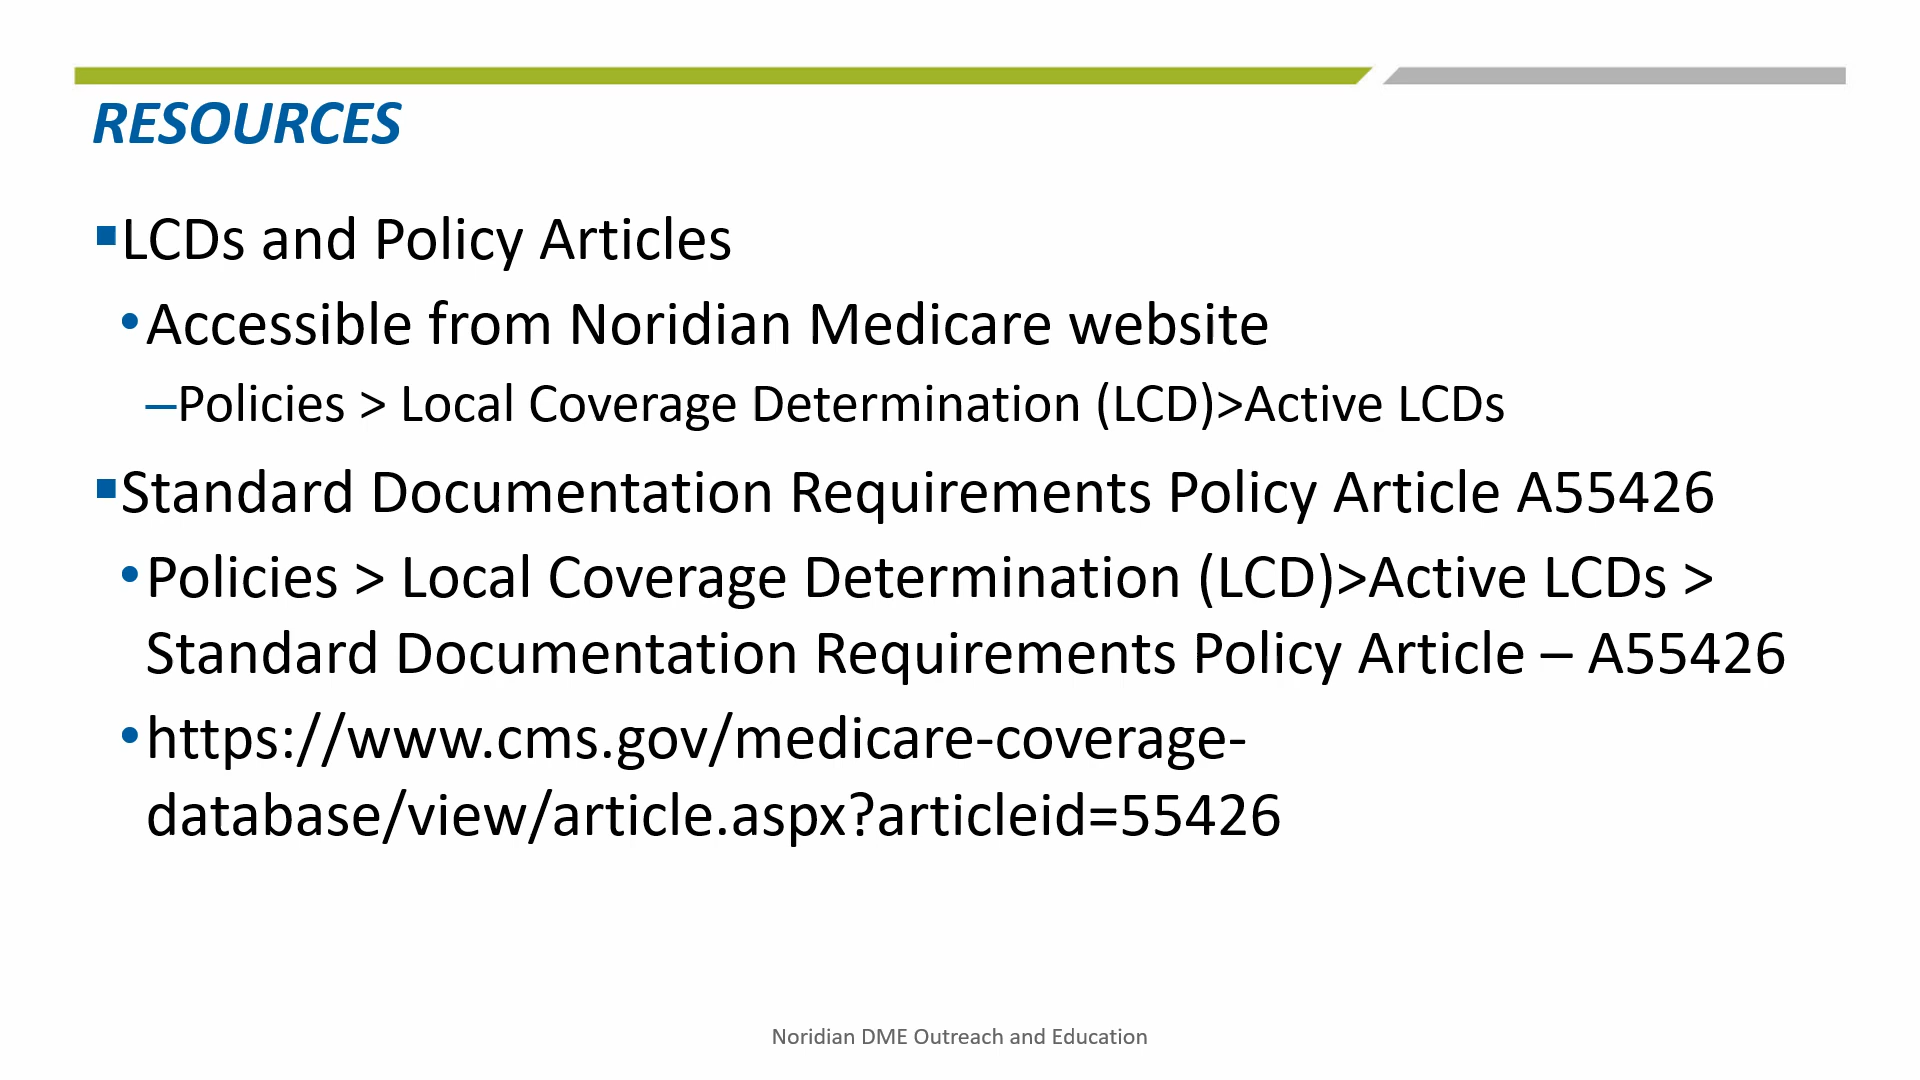 RESOURCES
▪LCDs and Policy Articles
•Accessible from Noridian Medicare website
–Policies > Local Coverage Determination (LCD)>Active LCDs
▪Standard Documentation Requirements Policy Article A55426
•Policies > Local Coverage Determination (LCD)>Active LCDs >
Standard Documentation Requirements Policy Article – A55426
•https://www.cms.gov/medicare-coverage-
database/view/article.aspx?articleid=55426
Noridian DME Outreach and Education